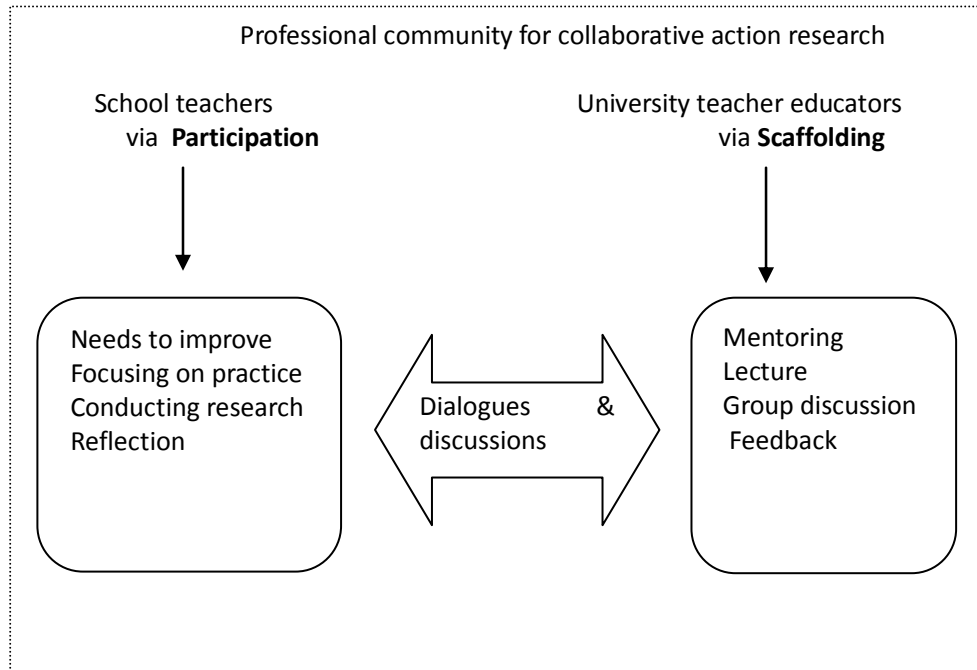 Professional community for collaborative action research
School teachers
via Participation
University teacher educators
via Scaffolding
Needs to improve
Focusing on practice
Conducting research
Reflection
Dialogues &
discussions
Mentoring
Lecture
Group discussion
Feedback